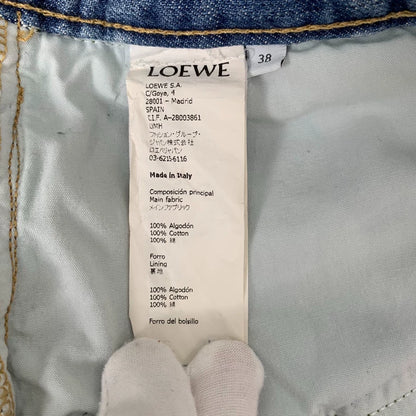 LOEWE
38
LOEWE S.A.
C/Goya, 4
28001 - Madrid
SPAIN
C.I.F. A-28003861
LVMH
ファッション・グループ・
ジャパン株式会社
ロエベジャパン
03-6215-6116
Made in Italy
Composición principal
Main fabric
メインファブリック
100% Algodón
100% Cotton
100% 綿
Forro
Lining
裏地
100% Algodón
100% Cotton
100% 綿
Forro del bolsillo